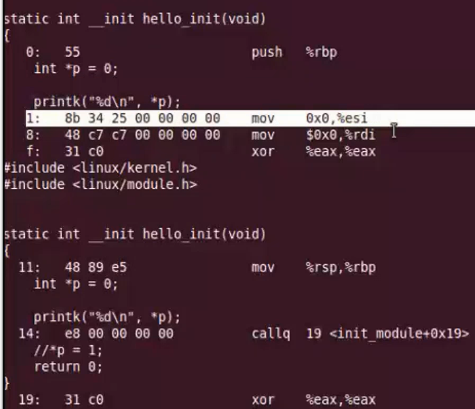 static int __init hello_init(void)
{
0: 55 push %rbp
int *p = 0;
printk("%d\n", *p);
1: 8b 34 25 00 00 00 00 mov 0x0,%esi
8: 48 c7 c7 00 00 00 00 mov $0x0,%rdi
f: 31 c0 xor %eax,%eax
#include <linux/kernel.h>
#include <linux/module.h>
static int __init hello_init(void)
{
11: 48 89 e5 mov %rsp,%rbp
int *p = 0;
printk("%d\n", *p);
14: e8 00 00 00 00 callq 19 <init_module+0x19>
//*p = 1;
return 0;
}
19: 31 c0 xor %eax,%eax